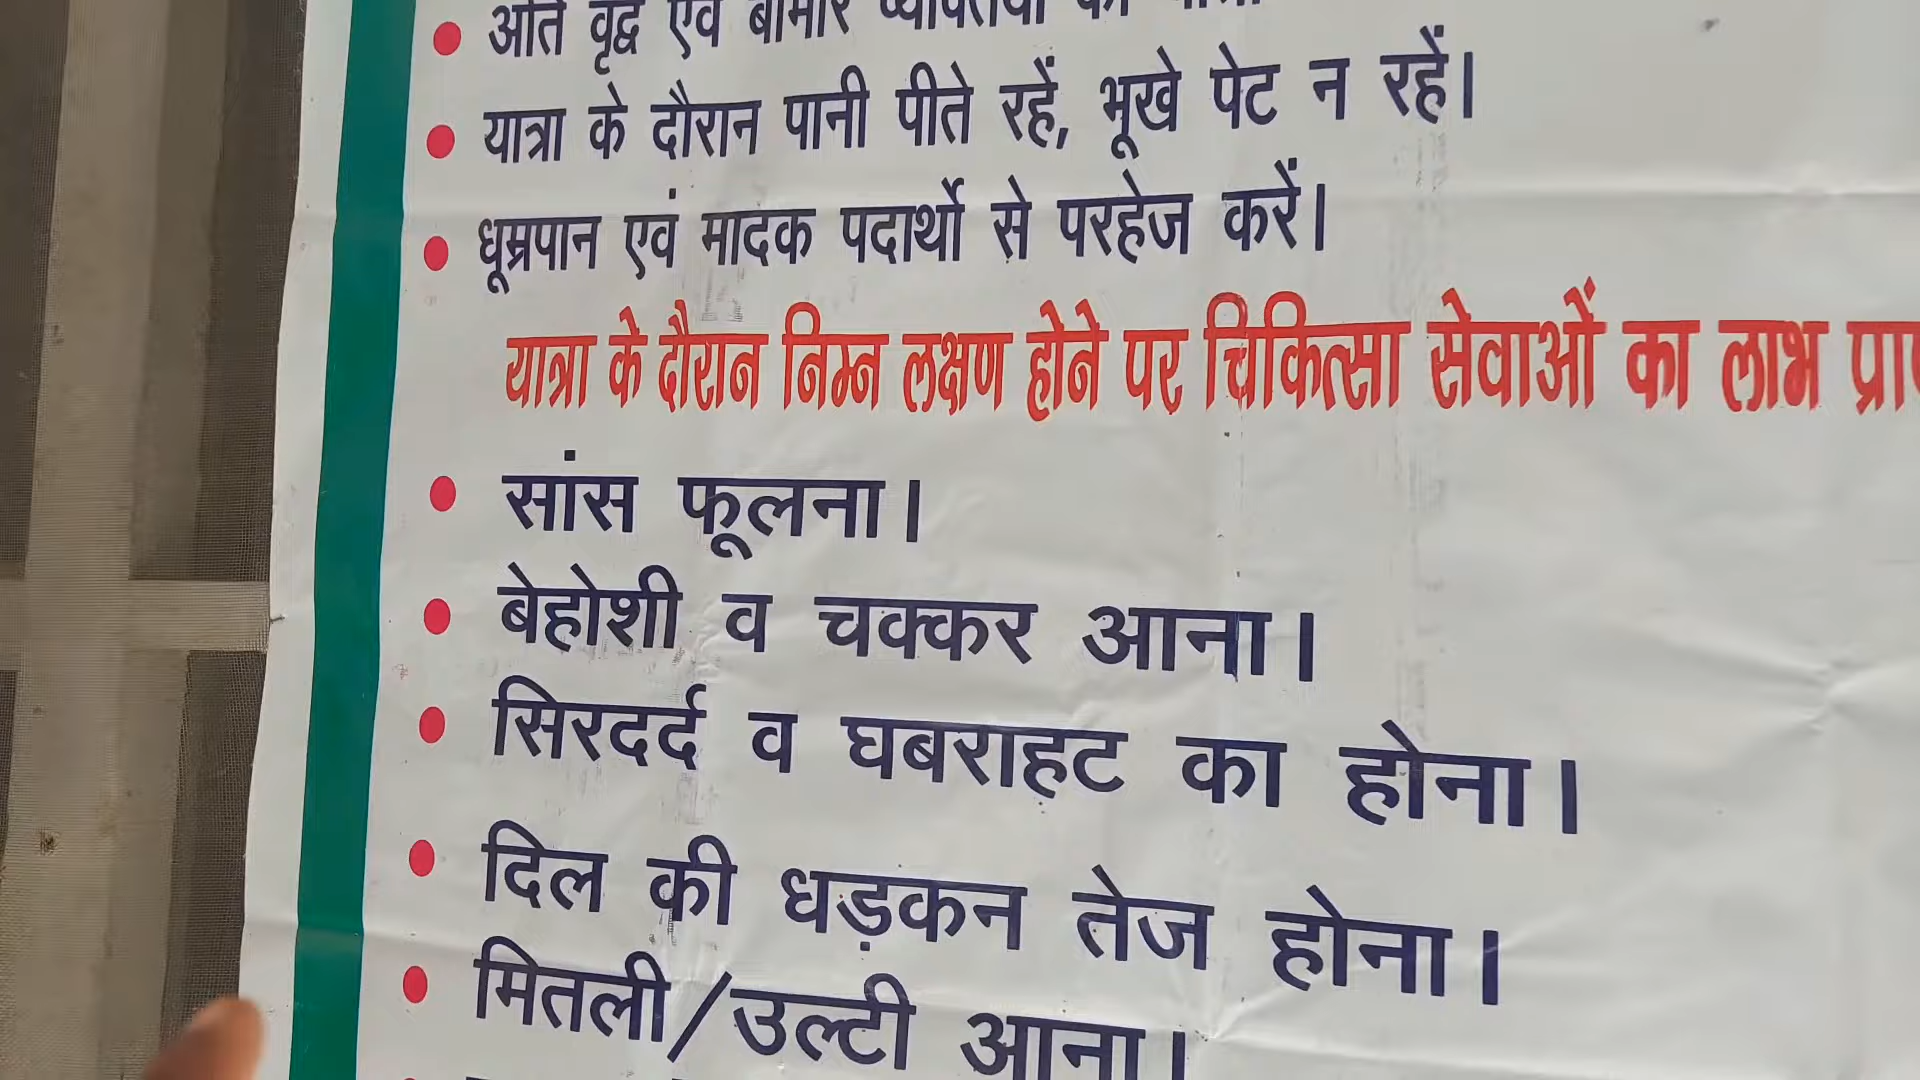 अति वृद्ध एवं बीमार व्यक्तियों
यात्रा के दौरान पानी पीते रहें, भूखे पेट न रहें।
धूम्रपान एवं मादक पदार्थो से परहेज करें।
यात्रा के दौरान निम्न लक्षण होने पर चिकित्सा सेवाओं का लाभ
सांस फूलना।
बेहोशी व चक्कर आना।
सिरदर्द व घबराहट का होना।
दिल की धड़कन तेज होना।
मितली/उल्टी आना।